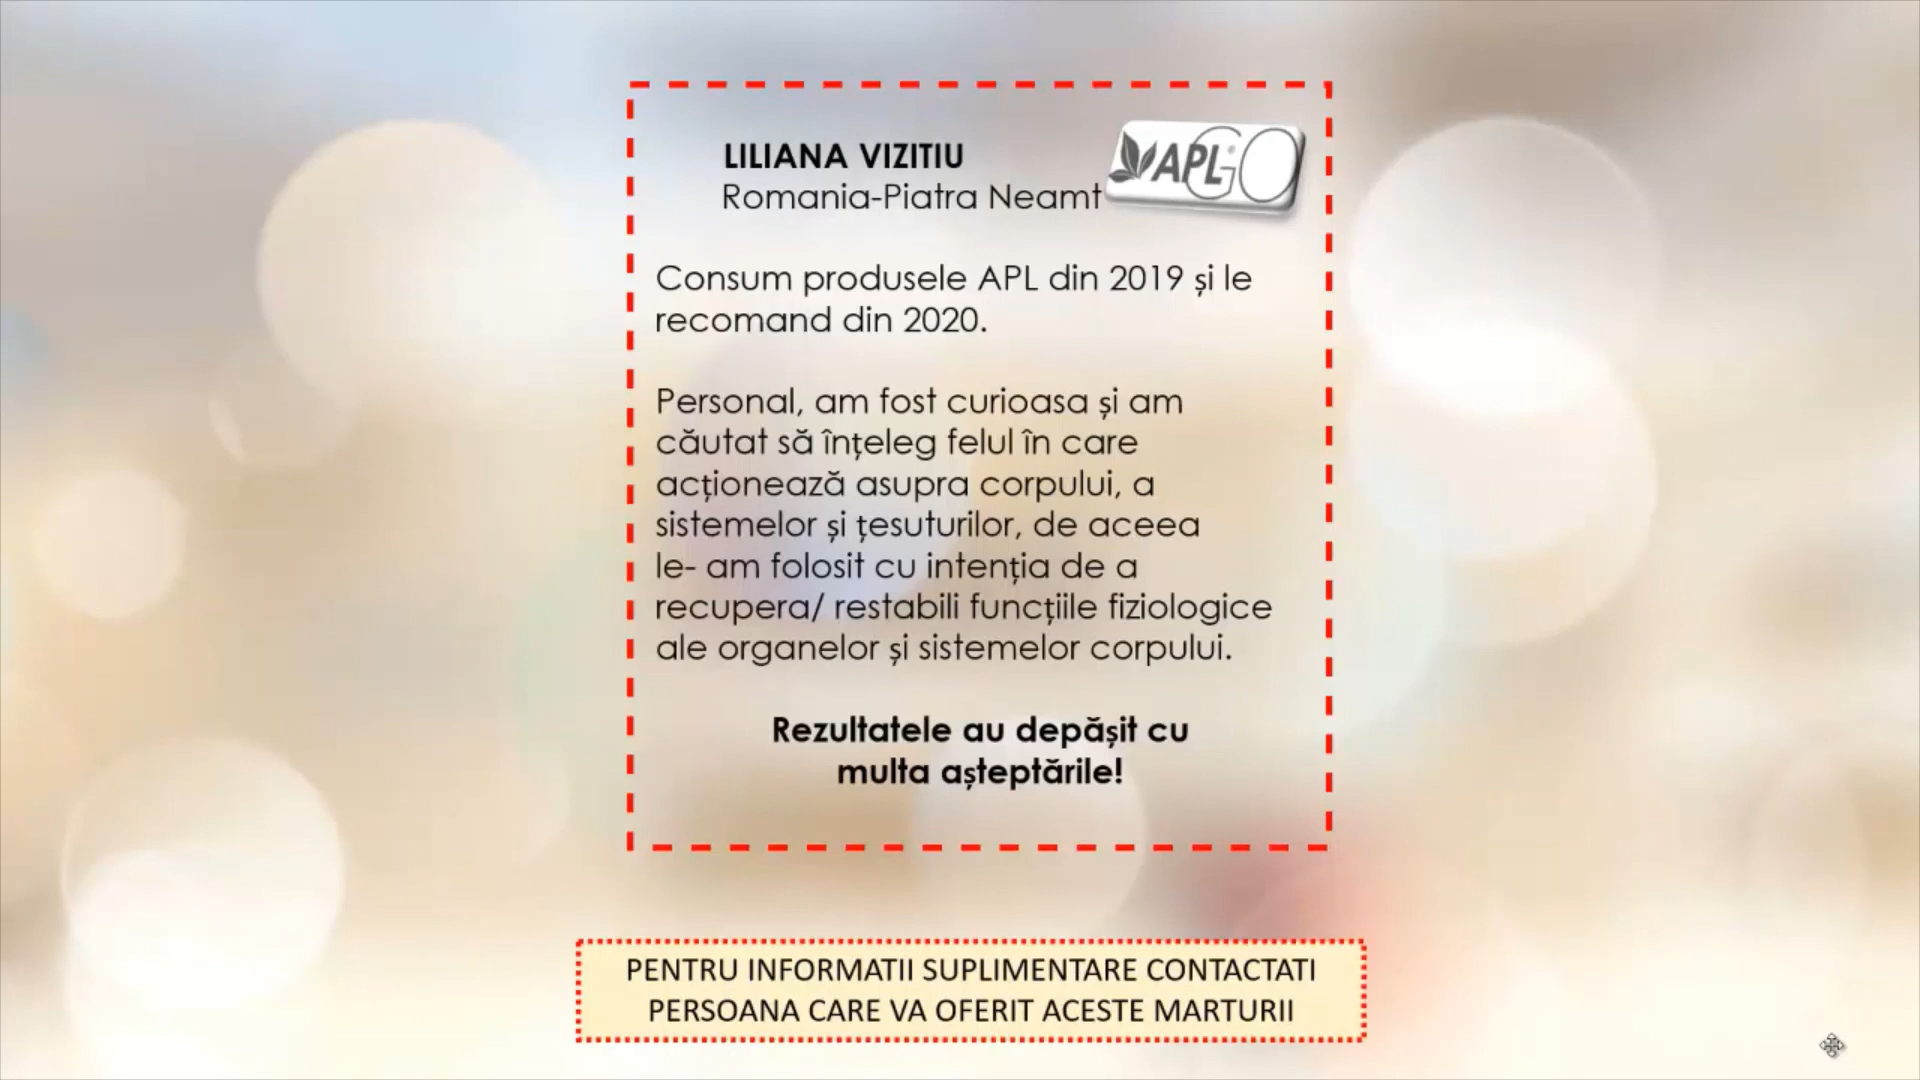 LILIANA VIZITIU
Romania-Piatra Neamt
APLGO
Consum produsele APL din 2019 și le
recomand din 2020.
Personal, am fost curioasa și am
căutat să înțeleg felul în care
acționează asupra corpului, a
sistemelor și țesuturilor, de aceea
le- am folosit cu intenția de a
recupera/ restabili funcțiile fiziologice
ale organelor și sistemelor corpului.
Rezultatele au depășit cu
multa așteptările!
PENTRU INFORMATII SUPLIMENTARE CONTACTATI
PERSOANA CARE VA OFERIT ACESTE MARTURII